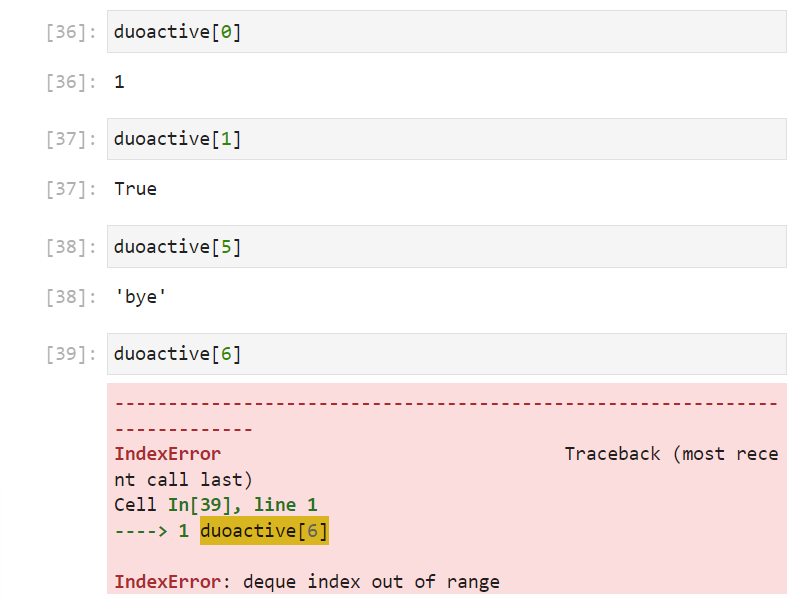 [36]: duoactive[0]
[36]: 1
[37]: duoactive[1]
[37]: True
[38]: duoactive[5]
[38]: 'bye'
[39]: duoactive[6]
--------------------------------------------------------------
-------------
IndexError                                Traceback (most rece
nt call last)
Cell In[39], line 1
----> 1 duoactive[6]
IndexError: deque index out of range